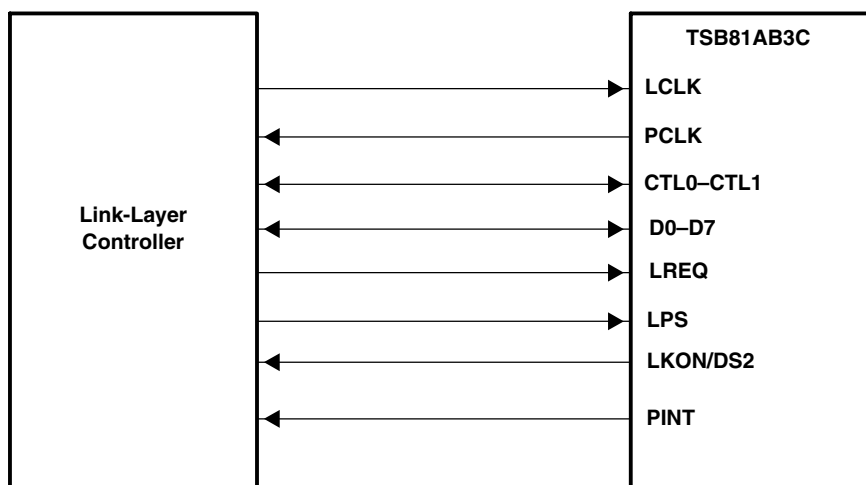 TSB81AB3C
LCLK
PCLK
CTL0–CTL1
Link-Layer
Controller
D0–D7
LREQ
LPS
LKON/DS2
PINT